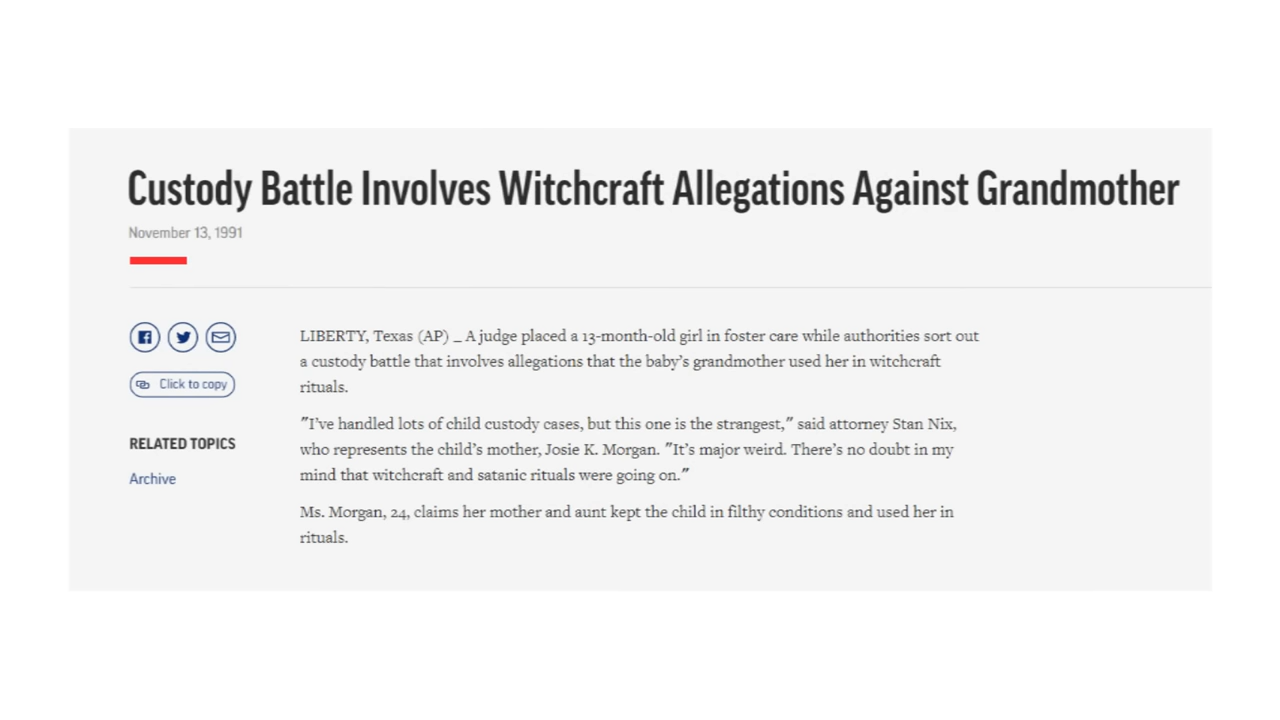 Custody Battle Involves Witchcraft Allegations Against Grandmother
November 13, 1991
Click to copy
RELATED TOPICS
Archive
LIBERTY, Texas (AP) _ A judge placed a 13-month-old girl in foster care while authorities sort out
a custody battle that involves allegations that the baby's grandmother used her in witchcraft
rituals.
"I've handled lots of child custody cases, but this one is the strangest," said attorney Stan Nix,
who represents the child's mother, Josie K. Morgan. "It's major weird. There's no doubt in my
mind that witchcraft and satanic rituals were going on."
Ms. Morgan, 24, claims her mother and aunt kept the child in filthy conditions and used her in
rituals.